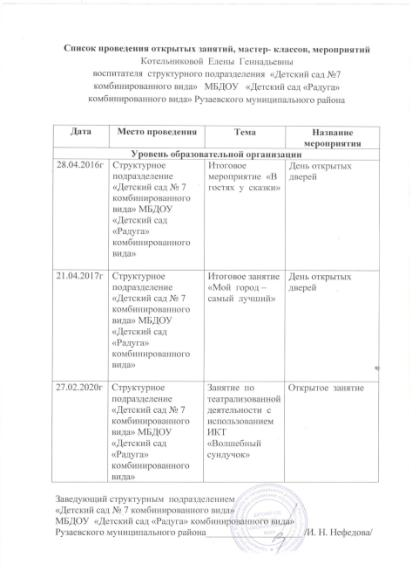 Список проведения открытых занятий, мастер- классов, мероприятий
Котельниковой Елены Геннадьевны
воспитателя структурного подразделения «Детский сад №7
комбинированного вида» МБДОУ «Детский сад «Радуга»
комбинированного вида» Рузаевского муниципального района
Дата Место проведения Тема Название
мероприятия
Уровень образовательной организации
28.04.2016г Структурное Итоговое День открытых
подразделение мероприятие «В дверей
«Детский сад № 7 гостях у сказки»
комбинированного
вида» МБДОУ
«Детский сад
«Радуга»
комбинированного
вида»
21.04.2017г Структурное Итоговое занятие День открытых
подразделение «Мой город – дверей
«Детский сад № 7 самый лучший»
комбинированного
вида» МБДОУ
«Детский сад
«Радуга»
комбинированного
вида»
27.02.2020г Структурное Занятие по Открытое занятие
подразделение театрализованной
«Детский сад № 7 деятельности с
комбинированного использованием
вида» МБДОУ ИКТ
«Детский сад «Волшебный
«Радуга» сундучок»
комбинированного
вида»
Заведующий структурным подразделением
«Детский сад № 7 комбинированного вида»
МБДОУ «Детский сад «Радуга» комбинированного вида»
Рузаевского муниципального района /И. Н. Нефедова/